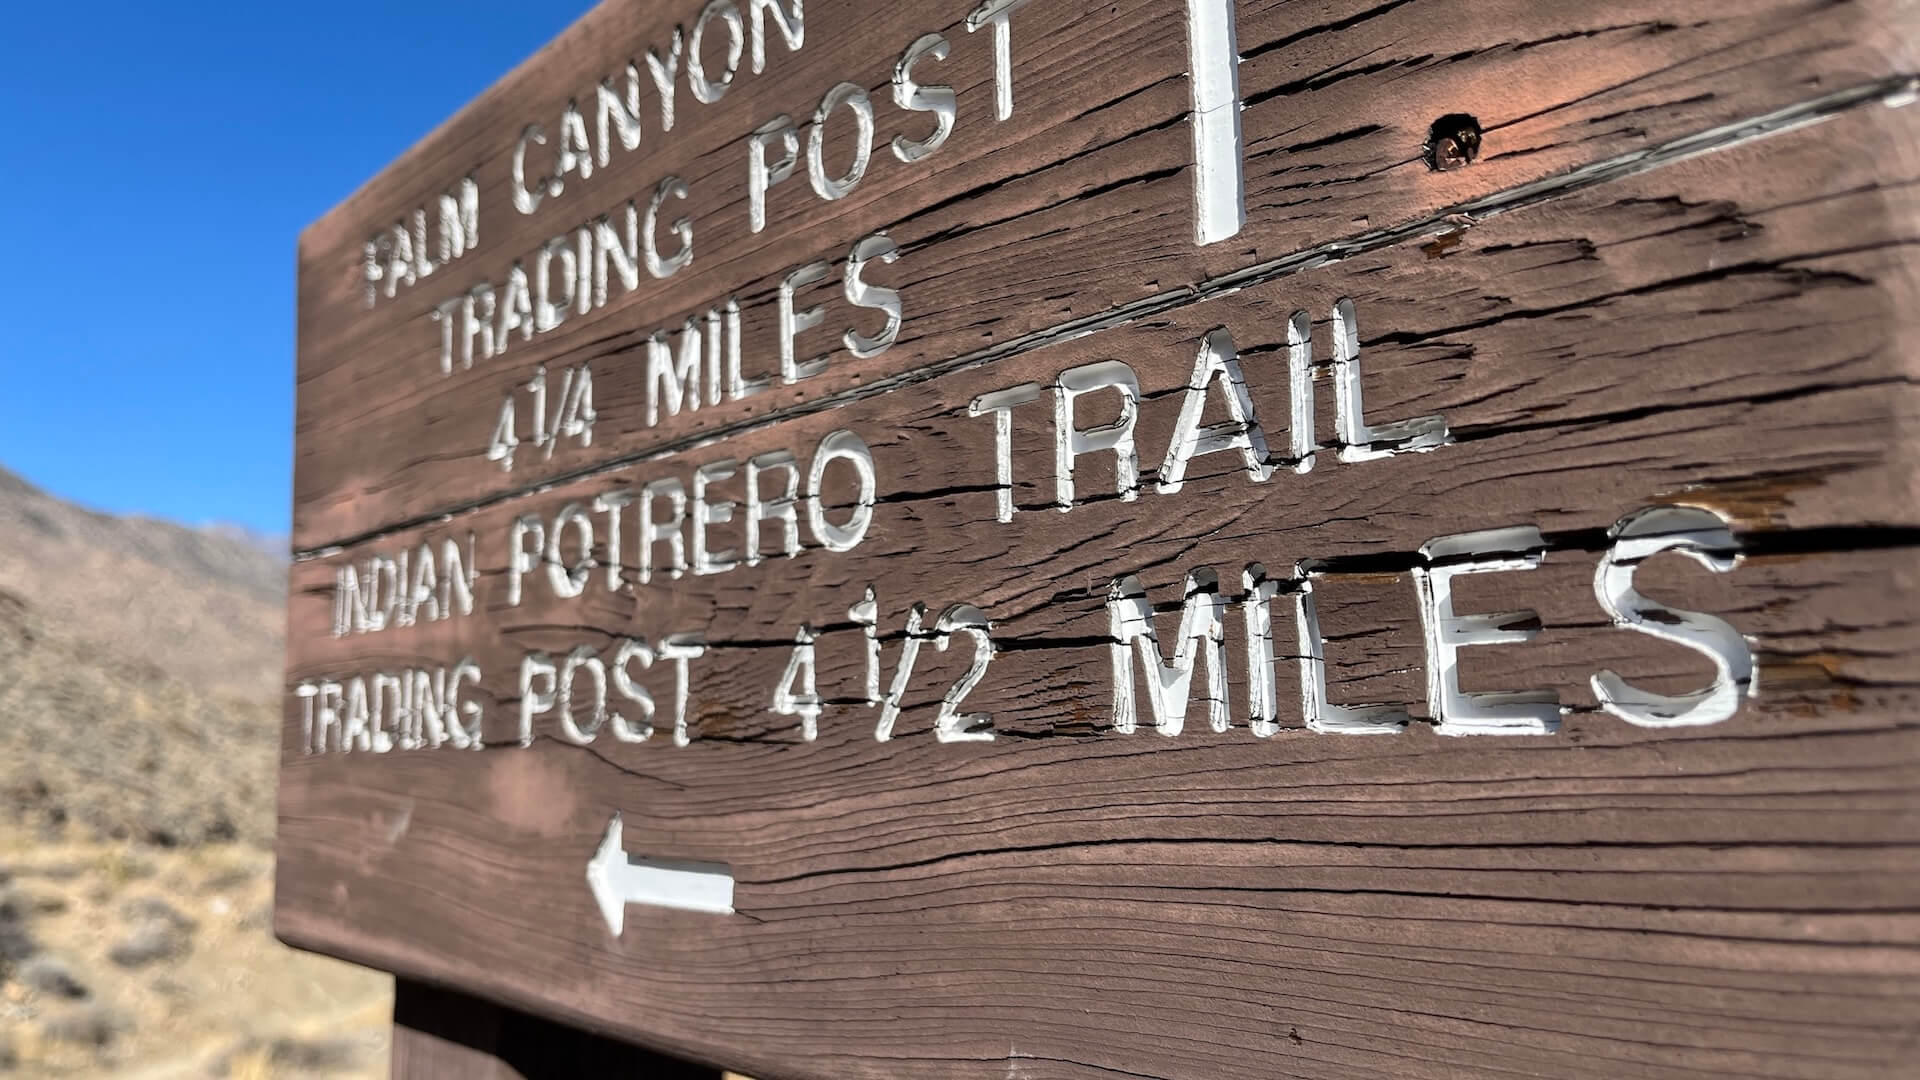 PALM CANYON
TRADING POST
4 1/4 MILES
INDIAN POTRERO TRAIL
TRADING POST 4 1/2 MILES